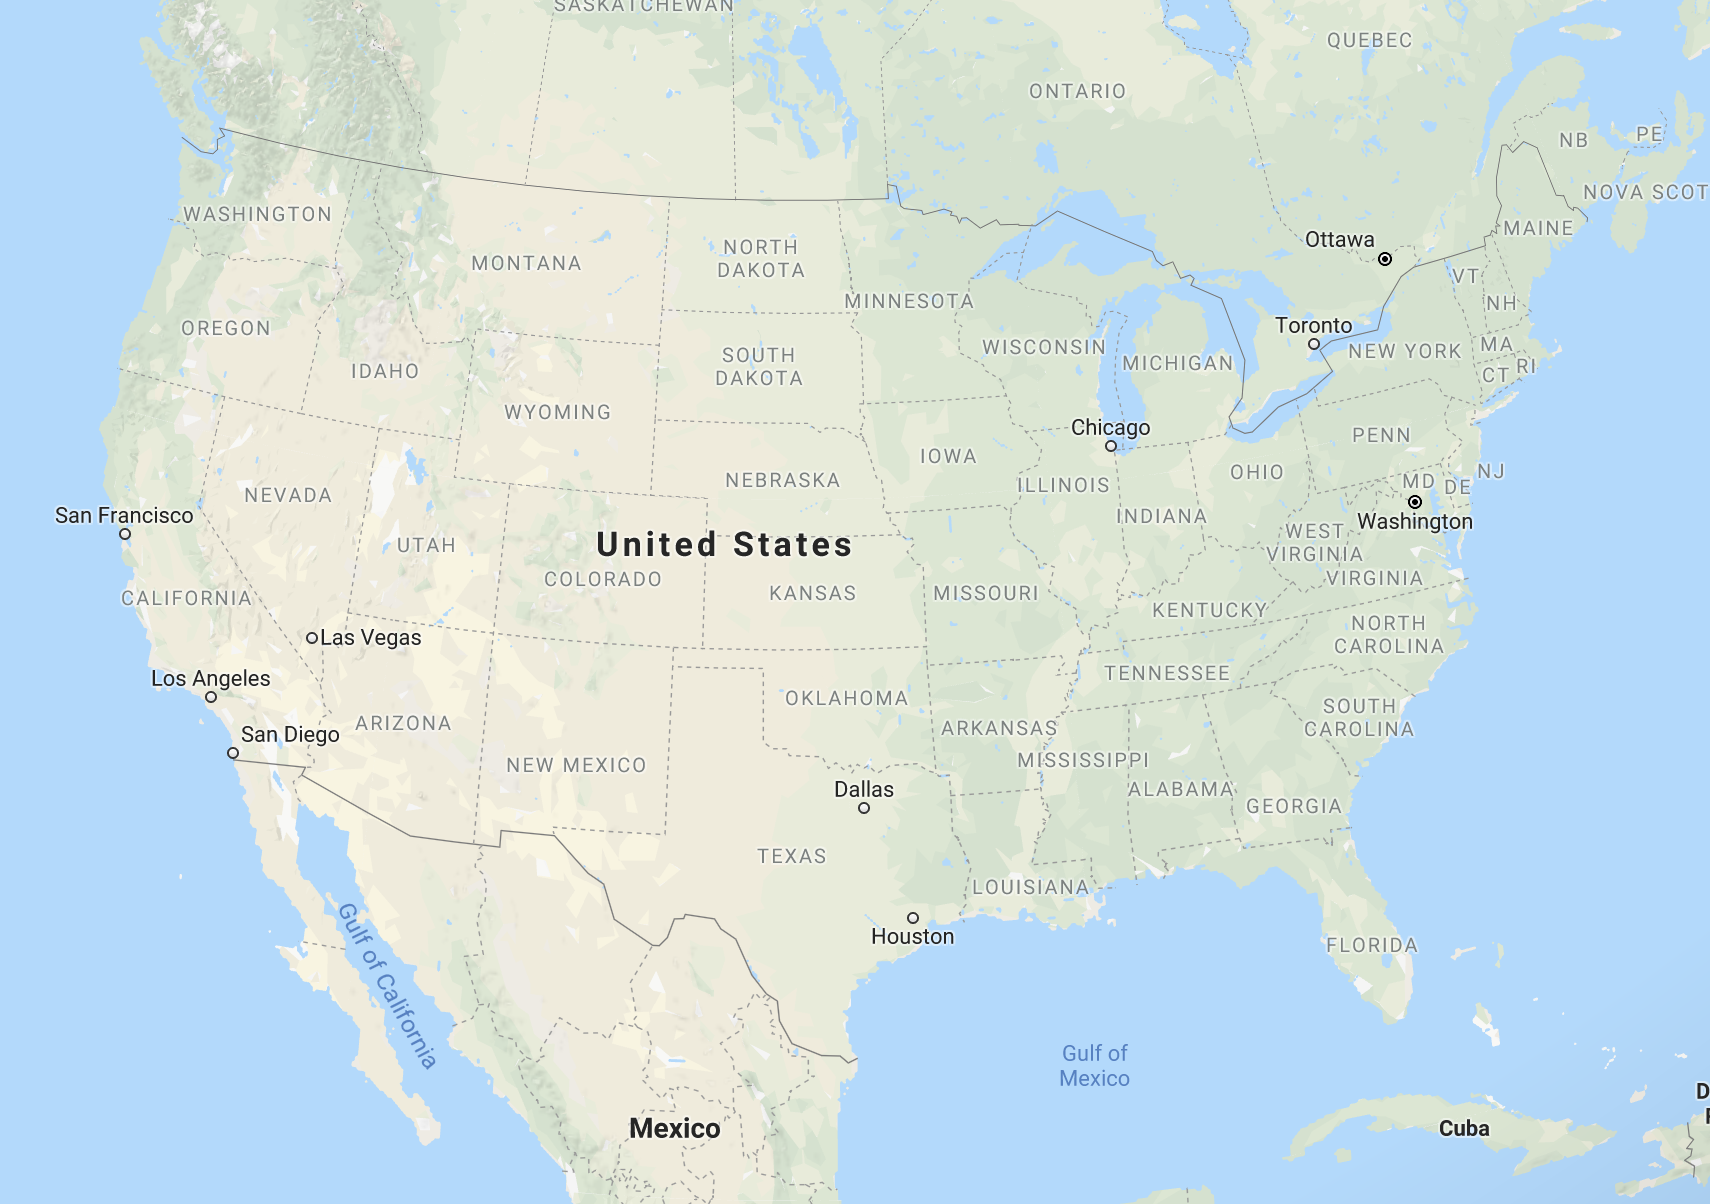 SASKATCHEWAN
QUEBEC
ONTARIO
NB
PE
NOVA SCOT
WASHINGTON
MAINE
Ottawa
NORTH
DAKOTA
MONTANA
VT
MINNESOTA
NH
OREGON
Toronto
WISCONSIN
MA
NEW YORK
SOUTH
DAKOTA
MICHIGAN
RI
IDAHO
CT
WYOMING
Chicago
PENN
IOWA
OHIO
NJ
NEBRASKA
MD
ILLINOIS
DE
NEVADA
San Francisco
INDIANA
Washington
WEST
VIRGINIA
UTAH
United States
COLORADO
VIRGINIA
KANSAS
MISSOURI
CALIFORNIA
KENTUCKY
NORTH
CAROLINA
Las Vegas
TENNESSEE
Los Angeles
OKLAHOMA
SOUTH
CAROLINA
ARIZONA
ARKANSAS
San Diego
MISSISSIPPI
NEW MEXICO
Dallas
ALABAMA
GEORGIA
TEXAS
LOUISIANA
Houston
FLORIDA
Gulf of California
Gulf of
Mexico
Mexico
Cuba